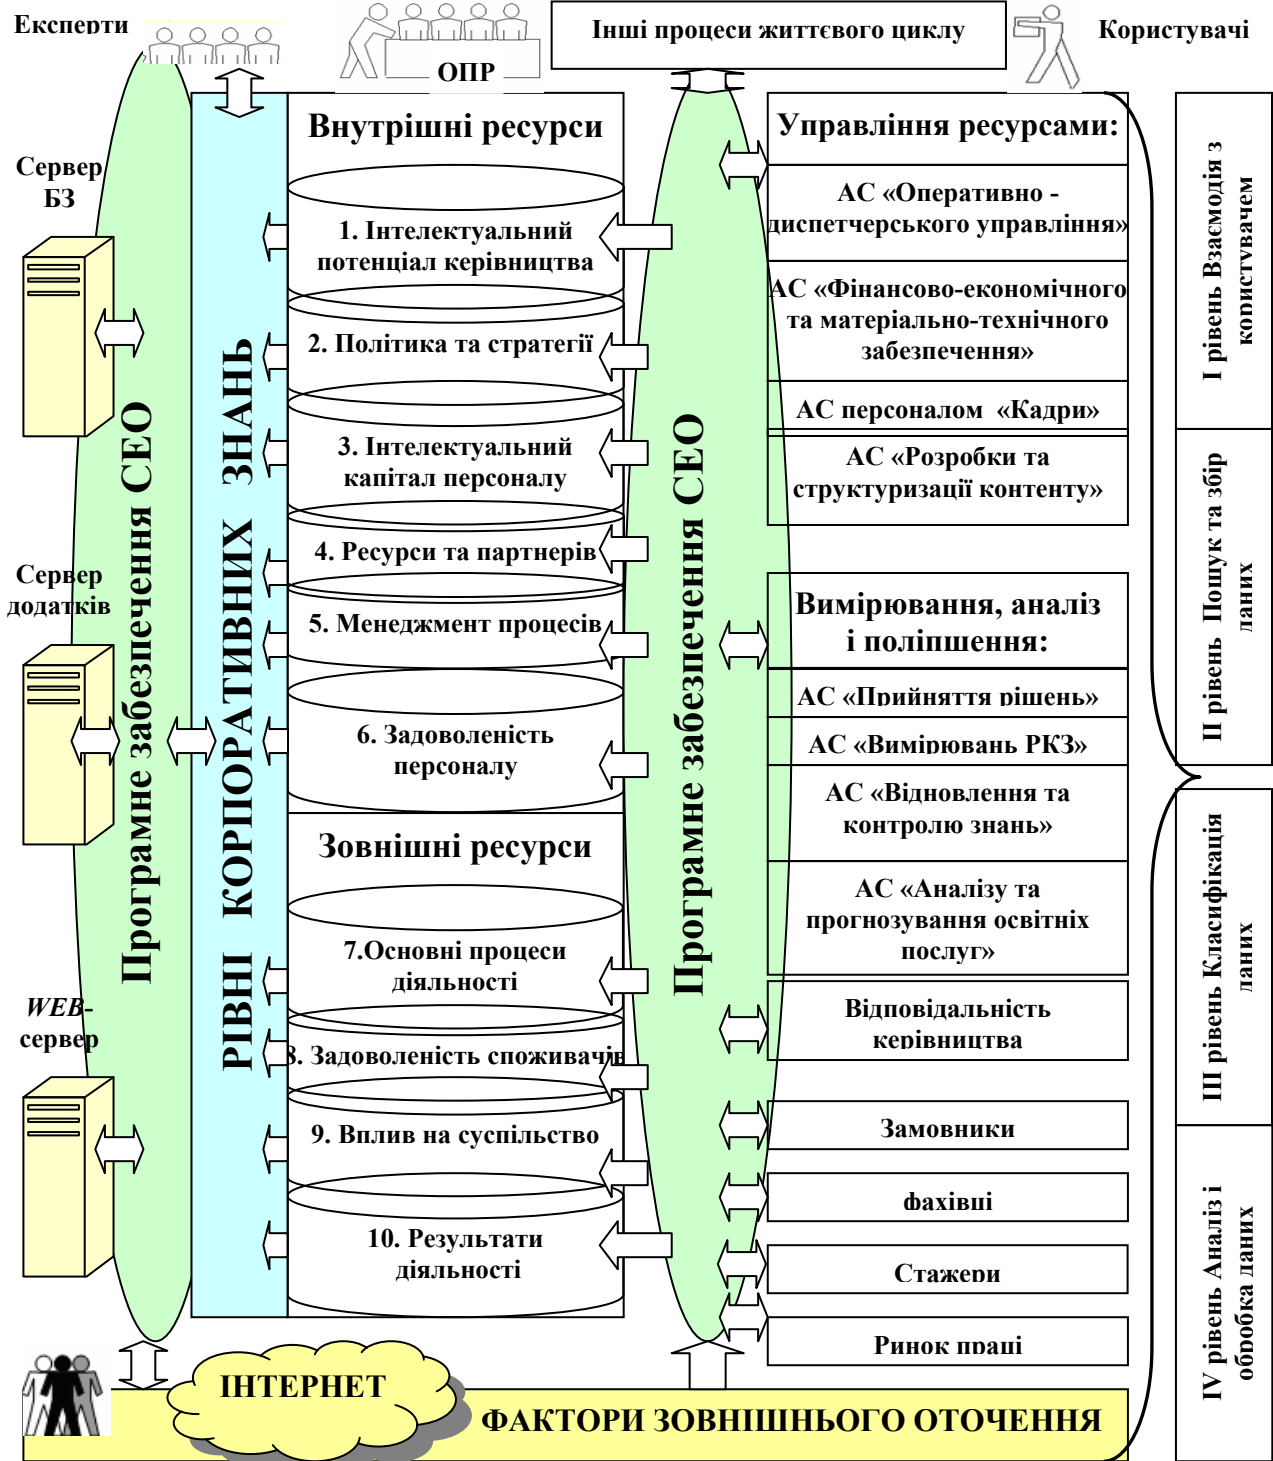 Експерти
ОПР
Інші процеси життєвого циклу
Користувачі
Сервер
БЗ
Сервер
додатків
WEB-
сервер
Програмне забезпечення СЕО
РІВНІ КОРПОРАТИВНИХ ЗНАНЬ
Внутрішні ресурси
1. Інтелектуальний
потенціал керівництва
2. Політика та стратегії
3. Інтелектуальний
капітал персоналу
4. Ресурси та партнерів
5. Менеджмент процесів
6. Задоволеність
персоналу
Зовнішні ресурси
7.Основні процеси
діяльності
8. Задоволеність споживачів
9. Вплив на суспільство
10. Результати
діяльності
Програмне забезпечення СЕО
Управління ресурсами:
АС «Оперативно -
диспетчерського управління»
АС «Фінансово-економічного
та матеріально-технічного
забезпечення»
АС персоналом «Кадри»
АС «Розробки та
структуризації контенту»
Вимірювання, аналіз
і поліпшення:
АС «Прийняття рішень»
АС «Вимірювань РКЗ»
АС «Відновлення та
контролю знань»
АС «Аналізу та
прогнозування освітніх
послуг»
Відповідальність
керівництва
Замовники
фахівці
Стажери
Ринок праці
І рівень Взаємодія з
користувачем
ІІ рівень Пошук та збір
даних
ІІІ рівень Класифікація
даних
IV рівень Аналіз і
обробка даних
ІНТЕРНЕТ
ФАКТОРИ ЗОВНІШНЬОГО ОТОЧЕННЯ